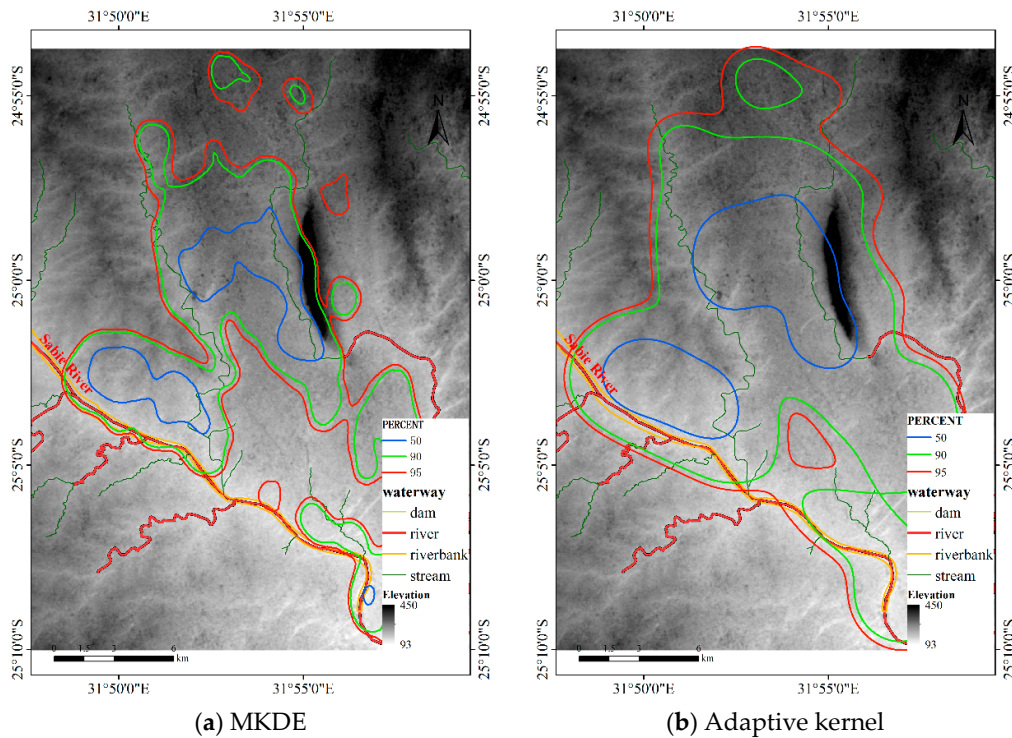 31°50'0"E 31°55'0"E
24°55'0"S
25°0'0"S
25°5'0"S
25°10'0"S
N
Sabie River
PERCENT
50
90
95
waterway
dam
river
riverbank
stream
Elevation
450
93
0 1.5 3 6
km
24°55'0"S
25°0'0"S
25°5'0"S
25°10'0"S
31°50'0"E 31°55'0"E
(a) MKDE
31°50'0"E 31°55'0"E
24°55'0"S
25°0'0"S
25°5'0"S
25°10'0"S
N
Sabie River
PERCENT
50
90
95
waterway
dam
river
riverbank
stream
Elevation
450
93
0 1.5 3 6
km
24°55'0"S
25°0'0"S
25°5'0"S
25°10'0"S
31°50'0"E 31°55'0"E
(b) Adaptive kernel